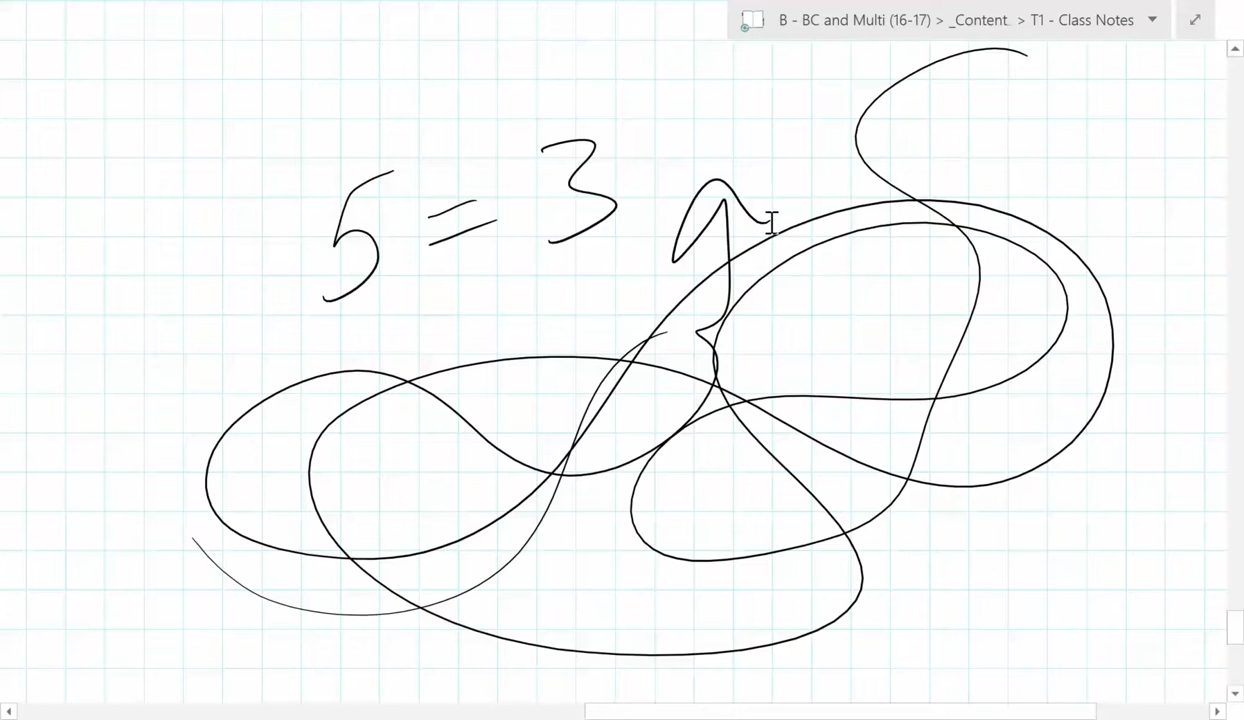 B - BC and Multi (16-17) > _Content. > T1 - Class Notes
5 = 3